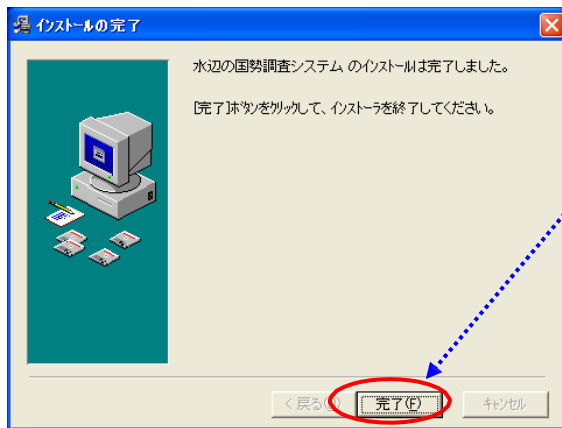 インストールの完了
水辺の国勢調査システム のインストールは完了しました。
[完了]ボタンをクリックして、インストーラを終了してください。
< 戻る
完了(F)
キャンセル